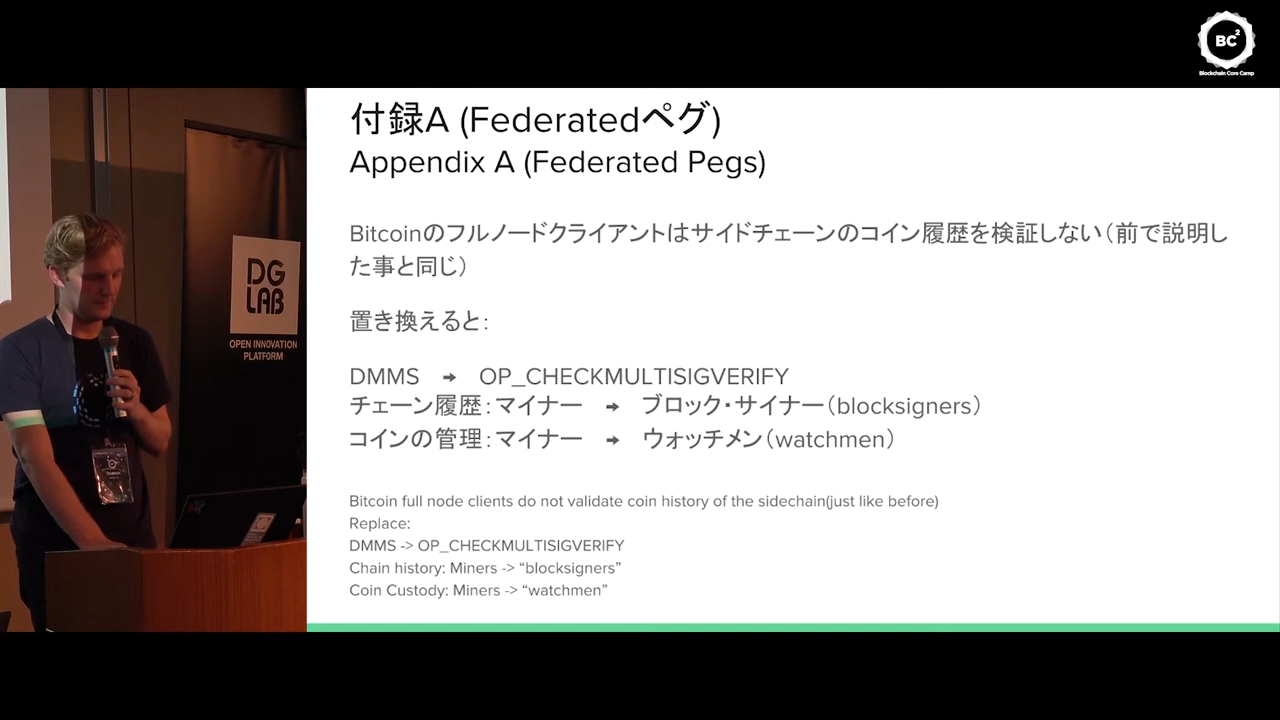 BC2
Blockchain Core Camp
付録A (Federatedペグ)
Appendix A (Federated Pegs)
Bitcoinのフルノードクライアントはサイドチェーンのコイン履歴を検証しない（前で説明し
た事と同じ）
置き換えると：
DMMS → OP_CHECKMULTISIGVERIFY
チェーン履歴：マイナー → ブロック・サイナー（blocksigners）
コインの管理：マイナー → ウォッチメン（watchmen）
Bitcoin full node clients do not validate coin history of the sidechain(just like before)
Replace:
DMMS -> OP_CHECKMULTISIGVERIFY
Chain history: Miners -> “blocksigners”
Coin Custody: Miners -> “watchmen”
DG
LAB
OPEN INNOVATION
PLATFORM